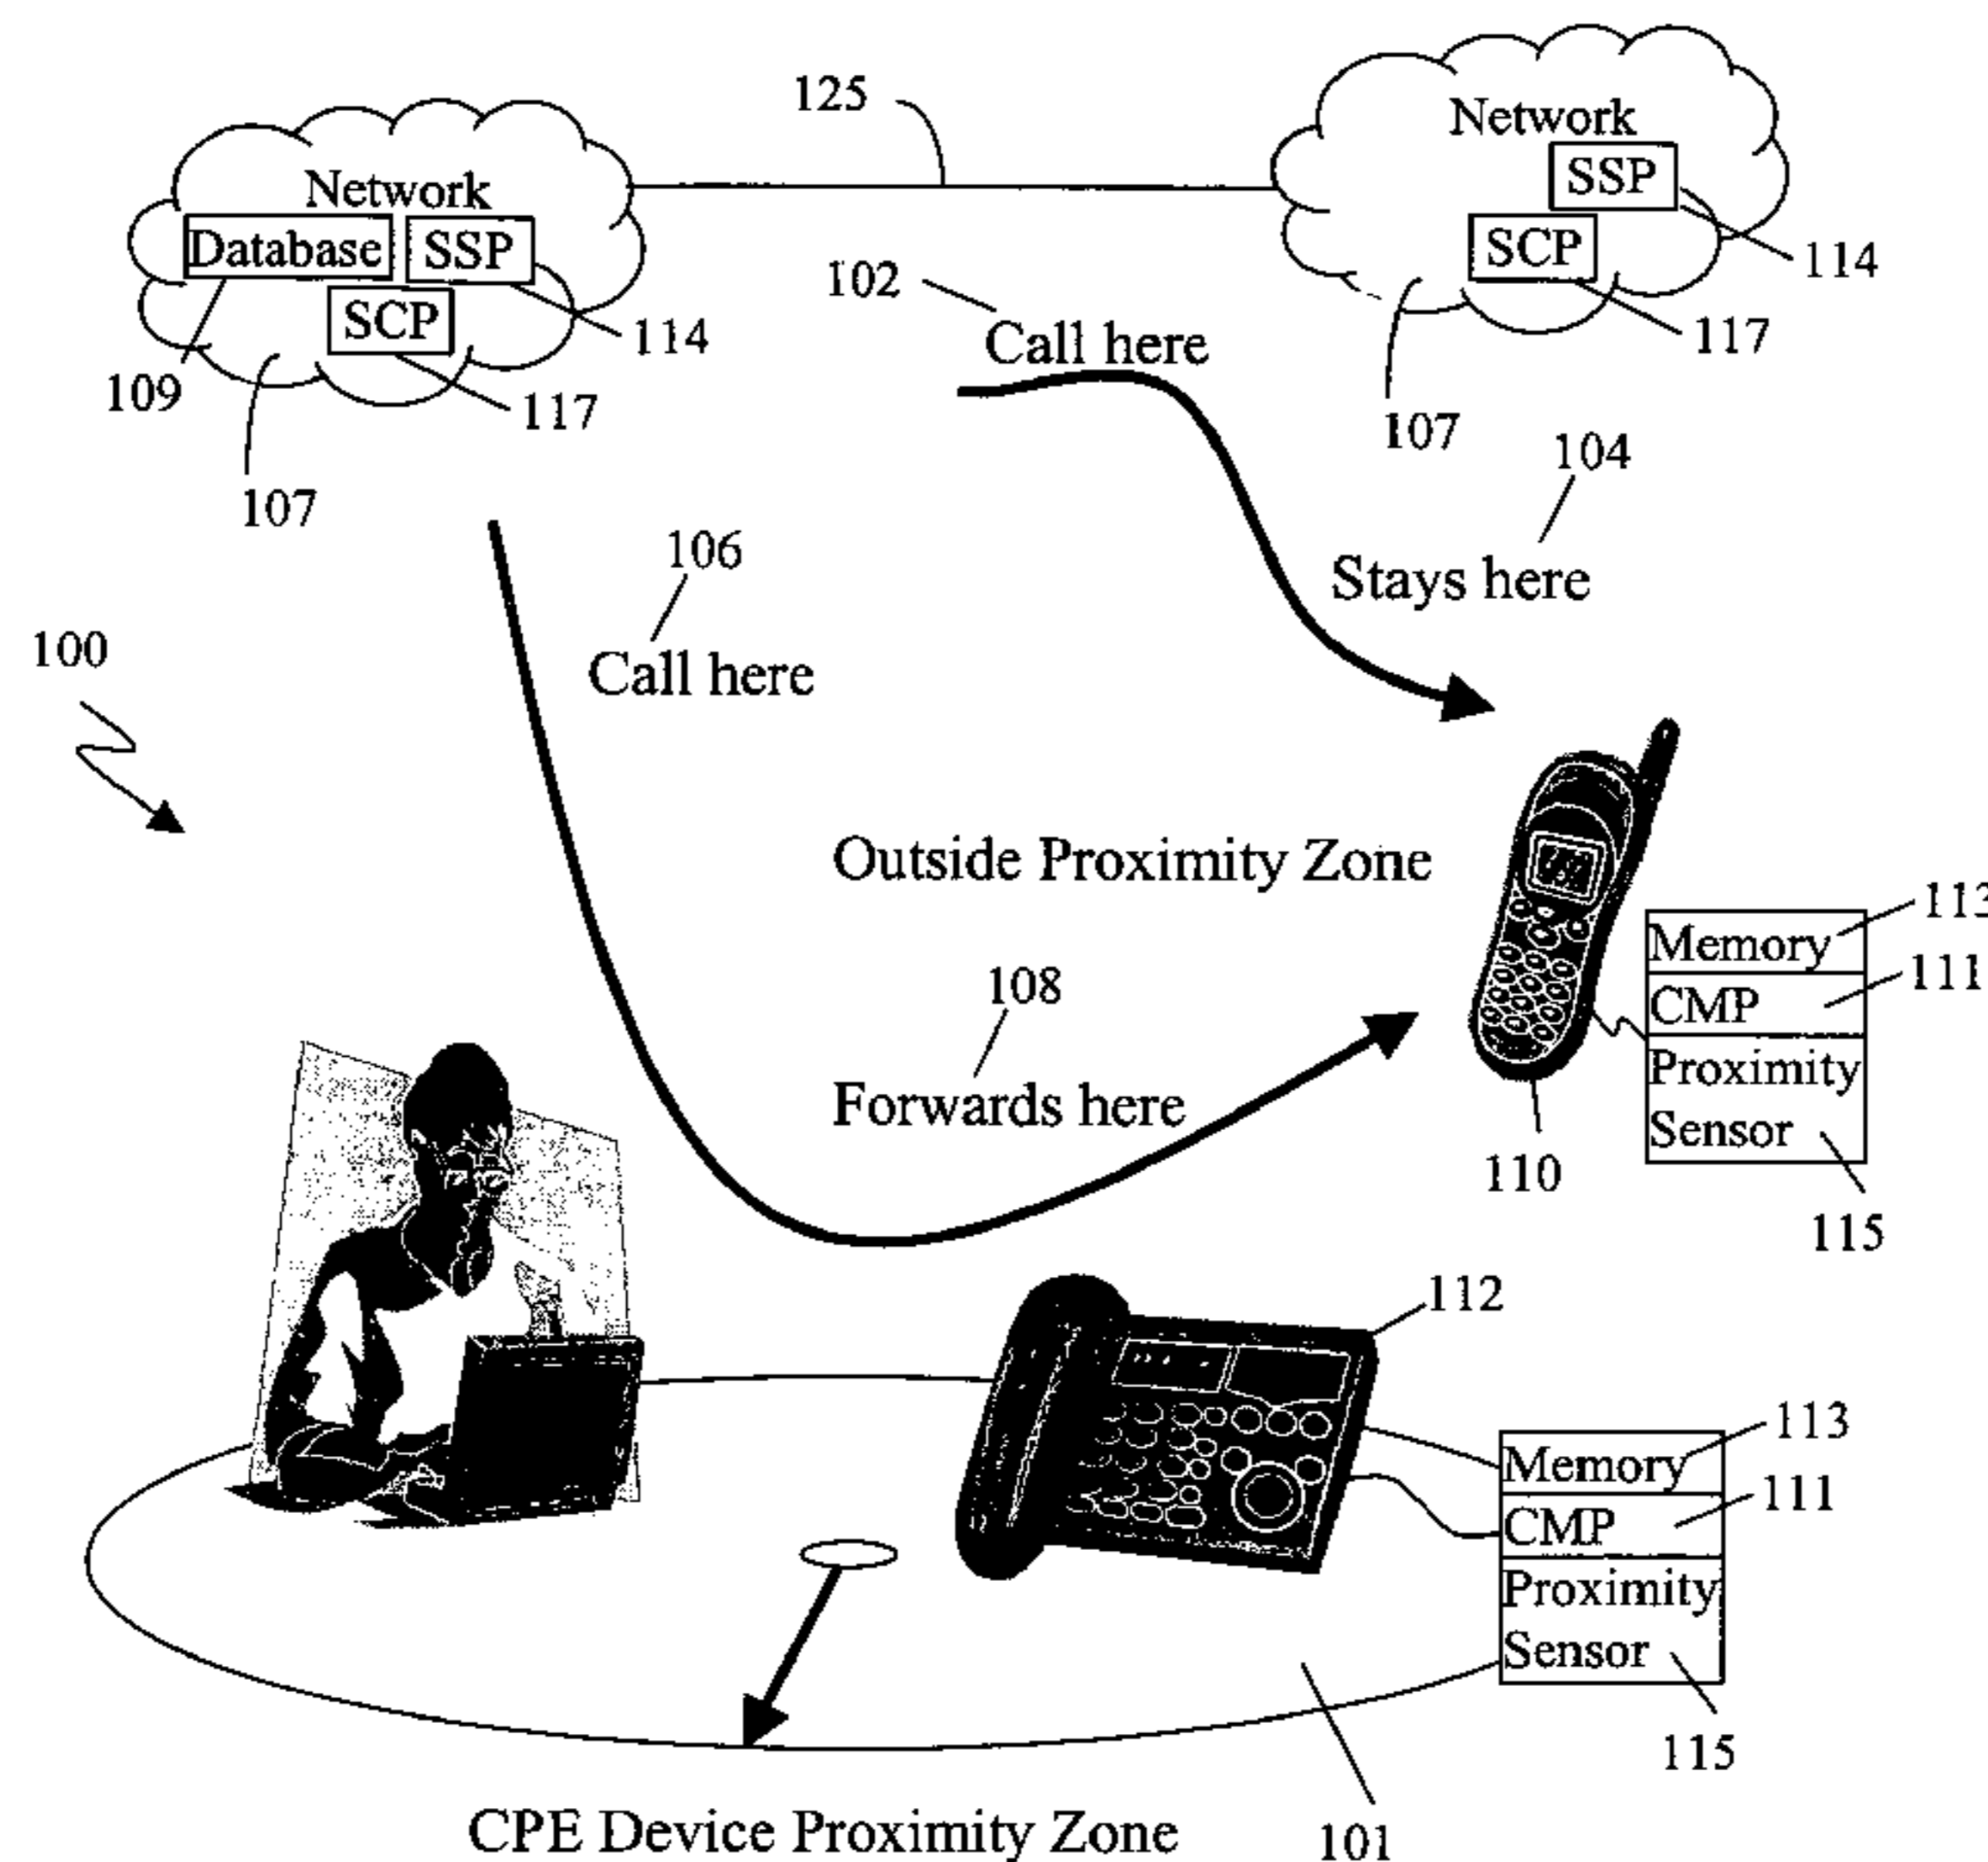 125
Network
SSP
SCP
114
117
107
Network
Database
SSP
SCP
114
109
117
107
102
Call here
104
Stays here
106
Call here
100
Outside Proximity Zone
108
Forwards here
110
Memory
CMP
Proximity
Sensor
113
111
115
112
Memory
CMP
Proximity
Sensor
113
111
115
CPE Device Proximity Zone
101